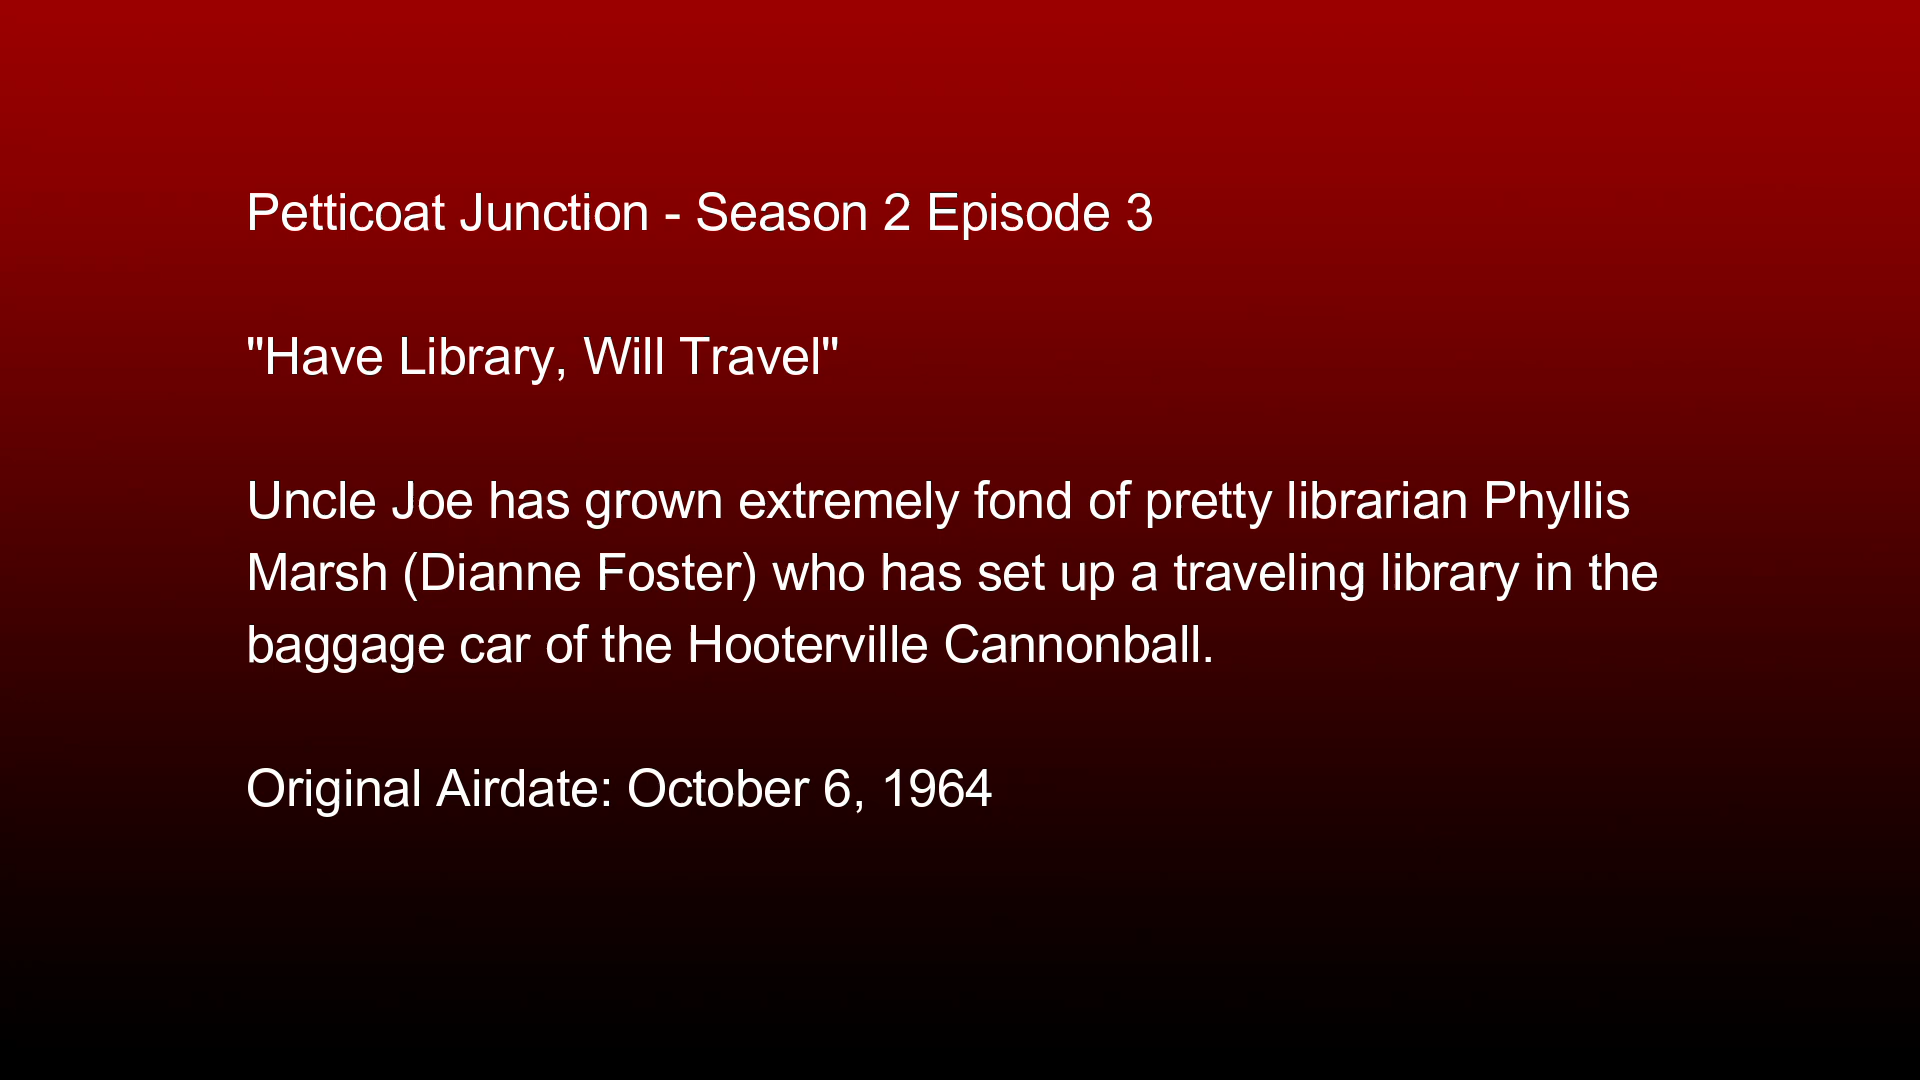 Petticoat Junction - Season 2 Episode 3
"Have Library, Will Travel"
Uncle Joe has grown extremely fond of pretty librarian Phyllis
Marsh (Dianne Foster) who has set up a traveling library in the
baggage car of the Hooterville Cannonball.
Original Airdate: October 6, 1964